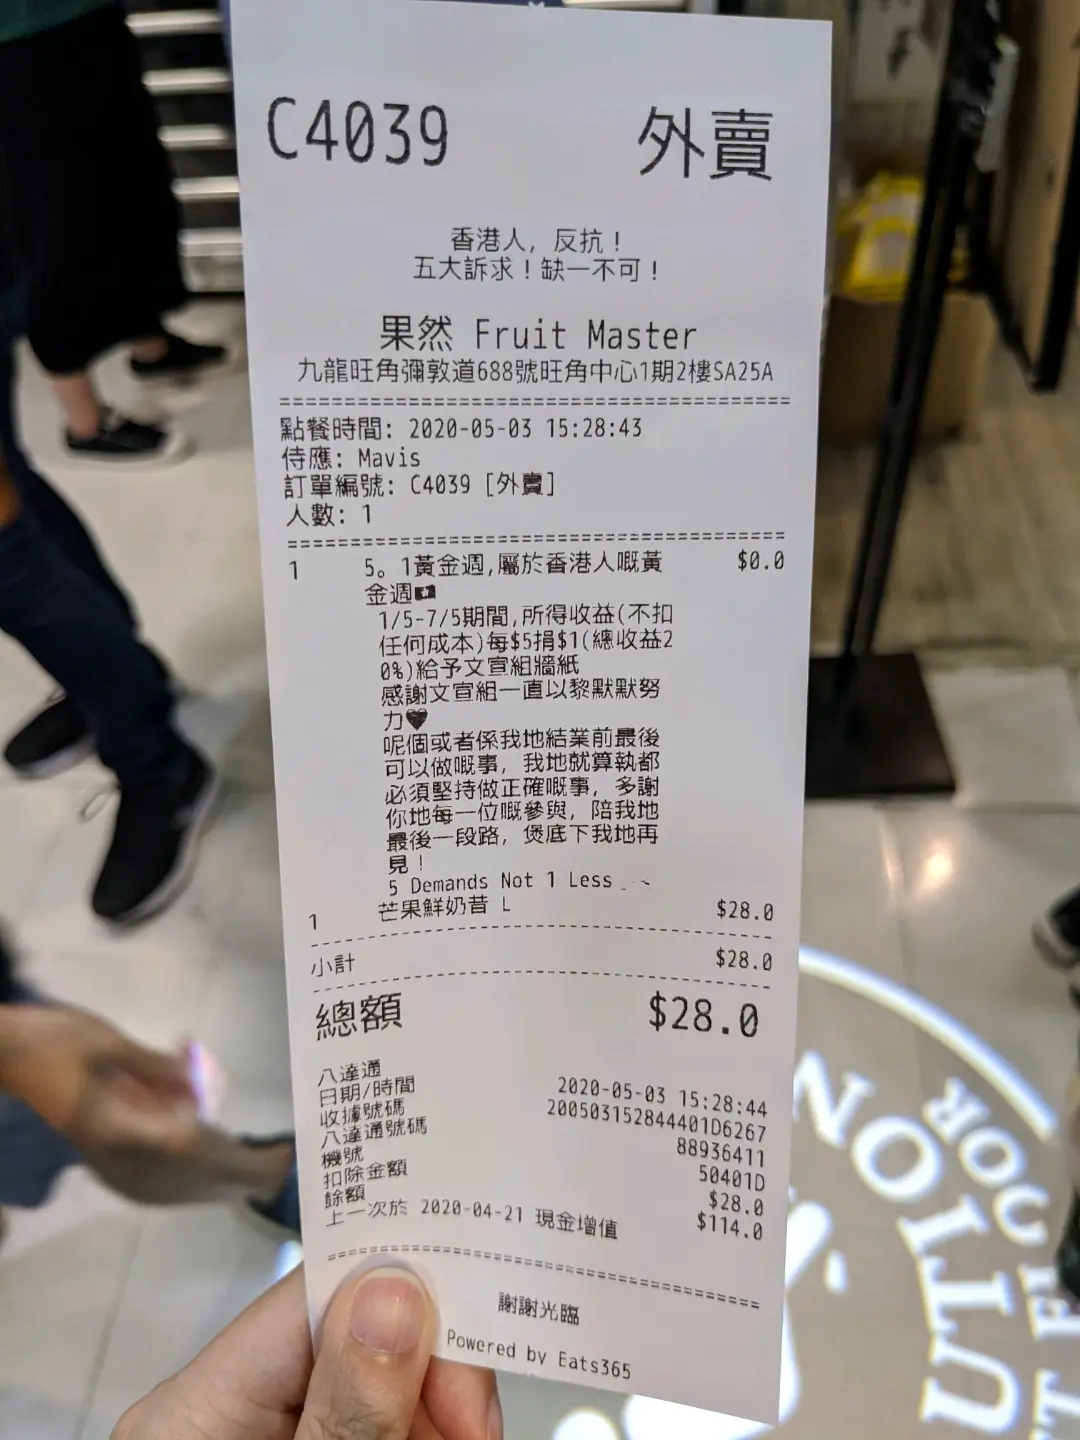 C4039 外賣
香港人，反抗！
五大訴求！缺一不可！
果然 Fruit Master
九龍旺角彌敦道688號旺角中心1期2樓SA25A
點餐時間: 2020-05-03 15:28:43
侍應: Mavis
訂單編號: C4039 [外賣]
人數: 1
1 5。1黃金週,屬於香港人嘅黃 $0.0
金週
1/5-7/5期間,所得收益(不扣
任何成本)每$5捐$1(總收益2
0%)給予文宣組牆紙
感謝文宣組一直以黎默默努
力♥
呢個或者係我地結業前最後
可以做嘅事，我地就算執都
必須堅持做正確嘅事，多謝
你地每一位嘅參與，陪我地
最後一段路，煲底下我地再
見！
5 Demands Not 1 Less
1 芒果鮮奶昔 L $28.0
小計 $28.0
總額 $28.0
八達通
日期/時間 2020-05-03 15:28:44
收據號碼 200503152844401D6267
八達通號碼 88936411
機號 50401D
扣除金額 $28.0
餘額 $114.0
上一次於 2020-04-21 現金增值
謝謝光臨
Powered by Eats365